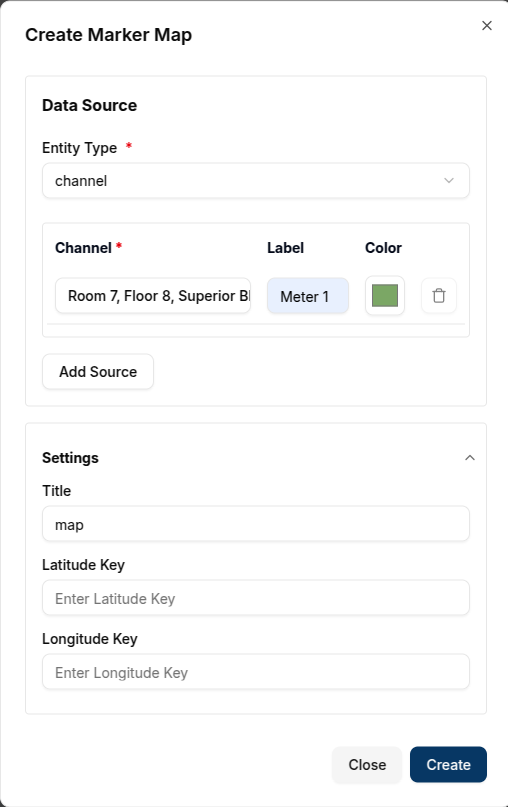 Create Marker Map
Data Source
Entity Type *
channel
Channel * Label Color
Room 7, Floor 8, Superior Bl Meter 1
Add Source
Settings
Title
map
Latitude Key
Enter Latitude Key
Longitude Key
Enter Longitude Key
Close Create